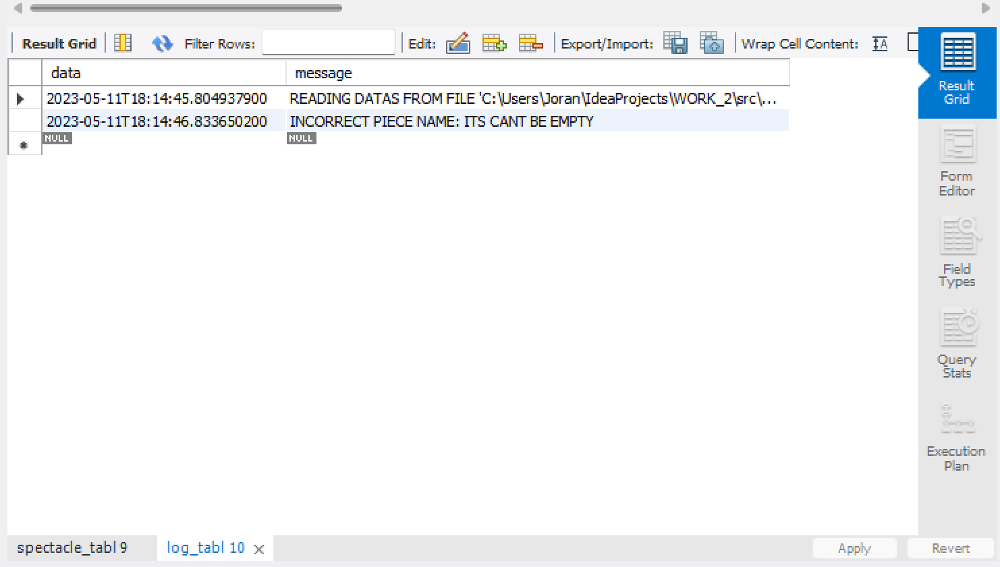 Result Grid Filter Rows: Edit: Export/Import: Wrap Cell Content: IA
data message
2023-05-11T18:14:45.804937900 READING DATAS FROM FILE 'C:\Users\Joran\IdeaProjects\WORK_2\src\...
2023-05-11T18:14:46.833650200 INCORRECT PIECE NAME: ITS CANT BE EMPTY
NULL NULL
Result
Grid
Form
Editor
Field
Types
Query
Stats
Execution
Plan
spectacle_tabl 9 log_tabl 10 Apply Revert